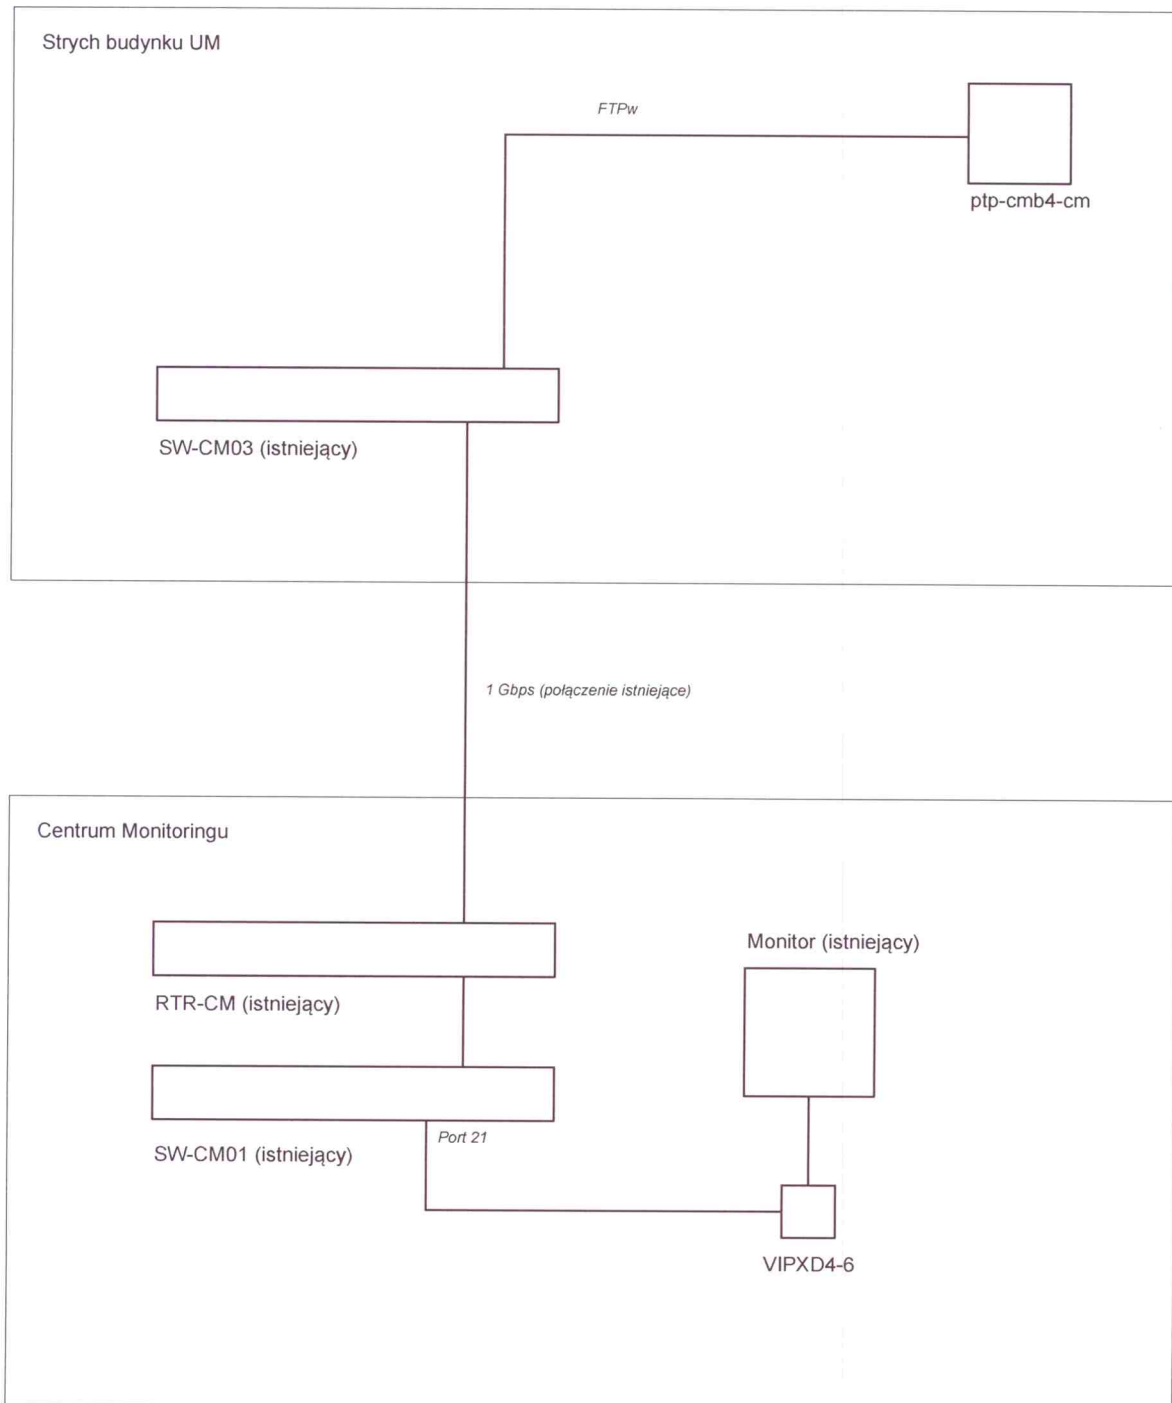 Strych budynku UM
FTPw
ptp-cmb4-cm
SW-CM03 (istniejący)
1 Gbps (połączenie istniejące)
Centrum Monitoringu
Monitor (istniejący)
RTR-CM (istniejący)
Port 21
SW-CM01 (istniejący)
VIPXD4-6